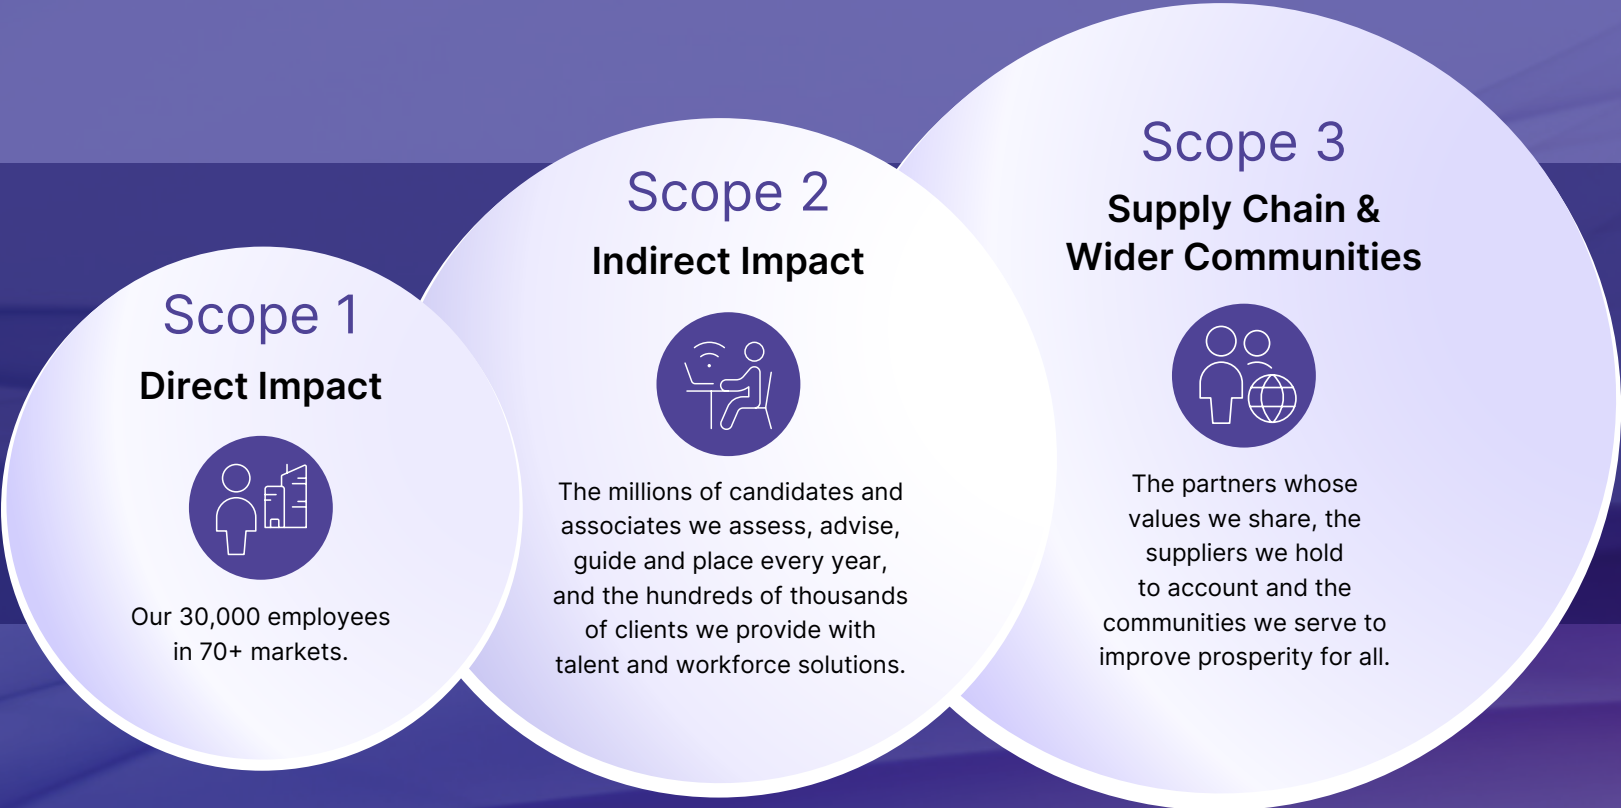 Scope 1
Direct Impact
Our 30,000 employees
in 70+ markets.
Scope 2
Indirect Impact
The millions of candidates and
associates we assess, advise,
guide and place every year,
and the hundreds of thousands
of clients we provide with
talent and workforce solutions.
Scope 3
Supply Chain &
Wider Communities
The partners whose
values we share, the
suppliers we hold
to account and the
communities we serve to
improve prosperity for all.